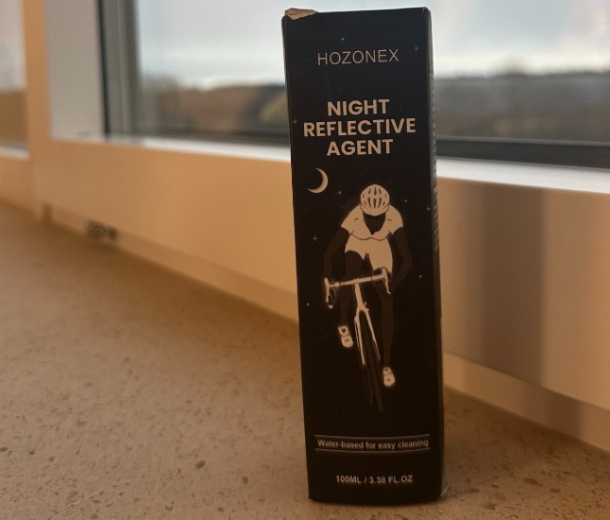 HOZONEX
NIGHT
REFLECTIVE
AGENT
Water-based for easy cleaning
100ML / 3.38 FL.OZ